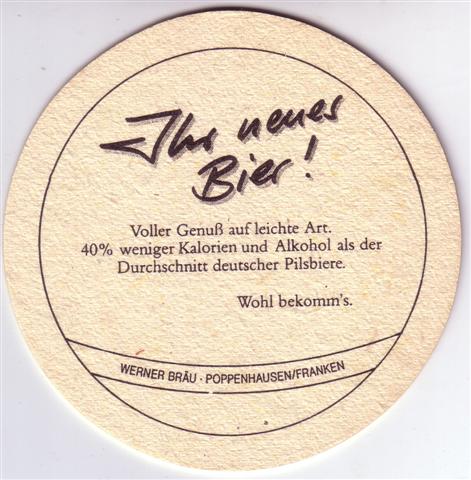 Ihr neues
Bier!
Voller Genuß auf leichte Art.
40% weniger Kalorien und Alkohol als der
Durchschnitt deutscher Pilsbiere.
Wohl bekomm's.
WERNER BRÄU · POPPENHAUSEN/FRANKEN